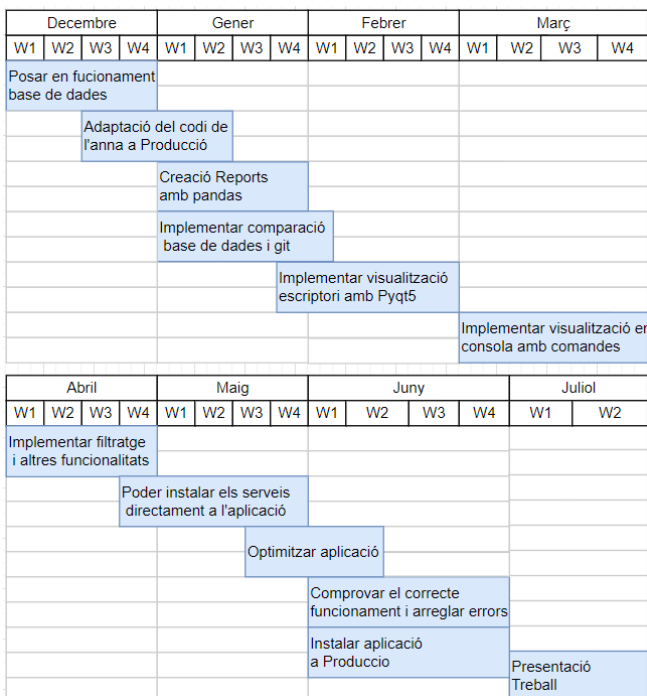 Decembre Gener Febrer Març
W1 W2 W3 W4 W1 W2 W3 W4 W1 W2 W3 W4 W1 W2 W3 W4
Posar en fucionament
base de dades
Adaptació del codi de
l'anna a Producció
Creació Reports
amb pandas
Implementar comparació
base de dades i git
Implementar visualització
escriptori amb Pyqt5
Implementar visualització en
consola amb comandes
Abril Maig Juny Juliol
W1 W2 W3 W4 W1 W2 W3 W4 W1 W2 W3 W4 W1 W2
Implementar filtratge
i altres funcionalitats
Poder instalar els serveis
directament a l'aplicació
Optimitzar aplicació
Comprovar el correcte
funcionament i arreglar errors
Instalar aplicació
a Produccio
Presentació
Treball